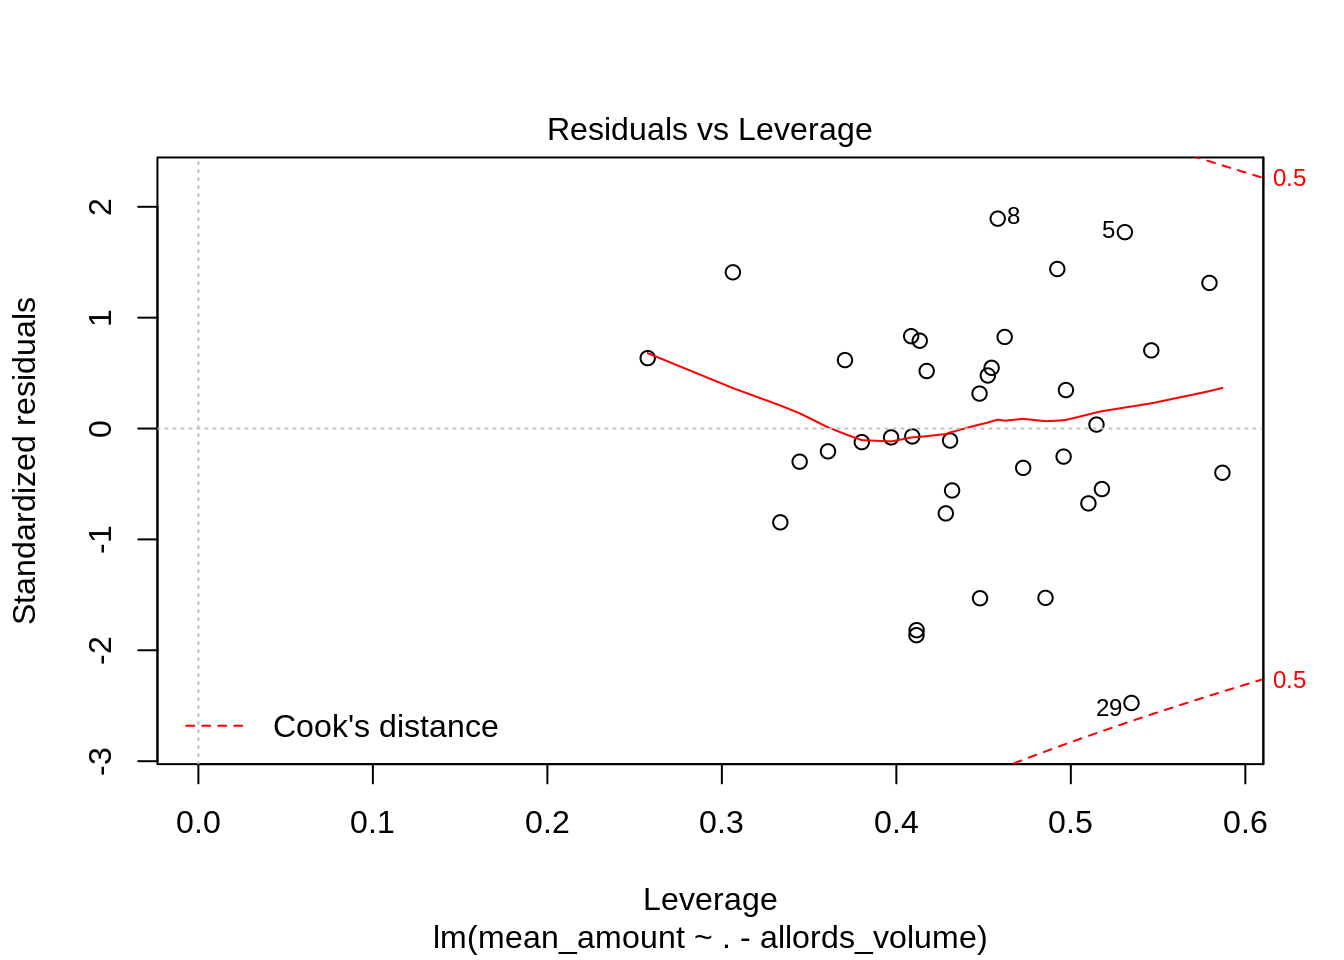 Residuals vs Leverage
Standardized residuals
2
1
0
-1
-2
-3
0.5
0.5
8
5
29
Cook's distance
0.0 0.1 0.2 0.3 0.4 0.5 0.6
Leverage
lm(mean_amount ~ . - allords_volume)